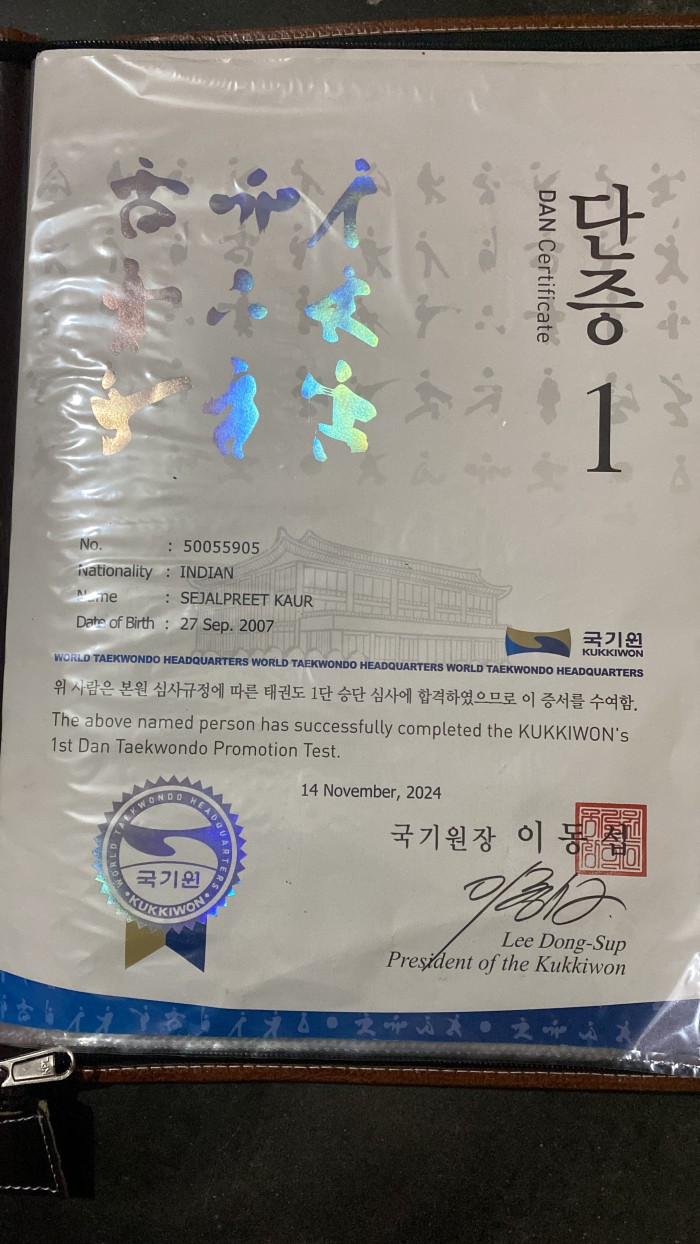 단증
DAN Certificate
1
No. : 50055905
Nationality : INDIAN
Name : SEJALPREET KAUR
Date of Birth : 27 Sep. 2007
국기원
KUKKIWON
WORLD TAEKWONDO HEADQUARTERS WORLD TAEKWONDO HEADQUARTERS WORLD TAEKWONDO HEADQUARTERS
위 사람은 본원 심사규정에 따른 태권도 1단 승단 심사에 합격하였으므로 이 증서를 수여함.
The above named person has successfully completed the KUKKIWON's
1st Dan Taekwondo Promotion Test.
14 November, 2024
WORLD TAEKWONDO HEADQUARTERS
국기원
• KUKKIWON •
국기원장 이동섭
Lee Dong-Sup
President of the Kukkiwon